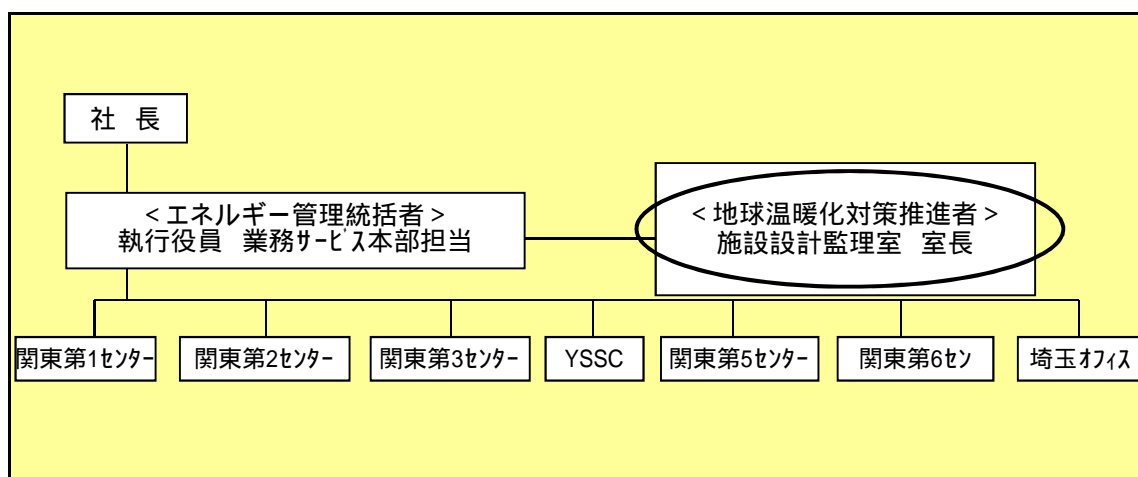 社 長
<エネルギー管理統括者>
執行役員 業務ｻｰﾋﾞｽ本部担当
<地球温暖化対策推進者>
施設設計監理室 室長
関東第1ｾﾝﾀｰ
関東第2ｾﾝﾀｰ
関東第3ｾﾝﾀｰ
YSSC
関東第5ｾﾝﾀｰ
関東第6ｾﾝ
埼玉ｵﾌｨｽ